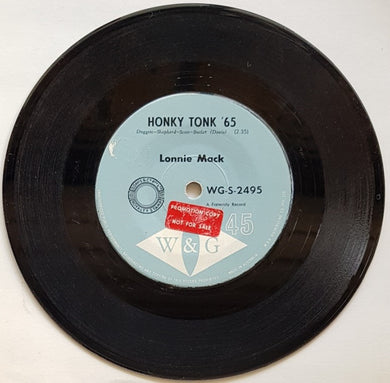 HONKY TONK '65
Doggett-Shepherd-Scott-Butler (Davis) (2.35)
Lonnie Mack
WG-S-2495
A Fraternity Record
PROMOTION COPY
NOT FOR SALE
45
W&G